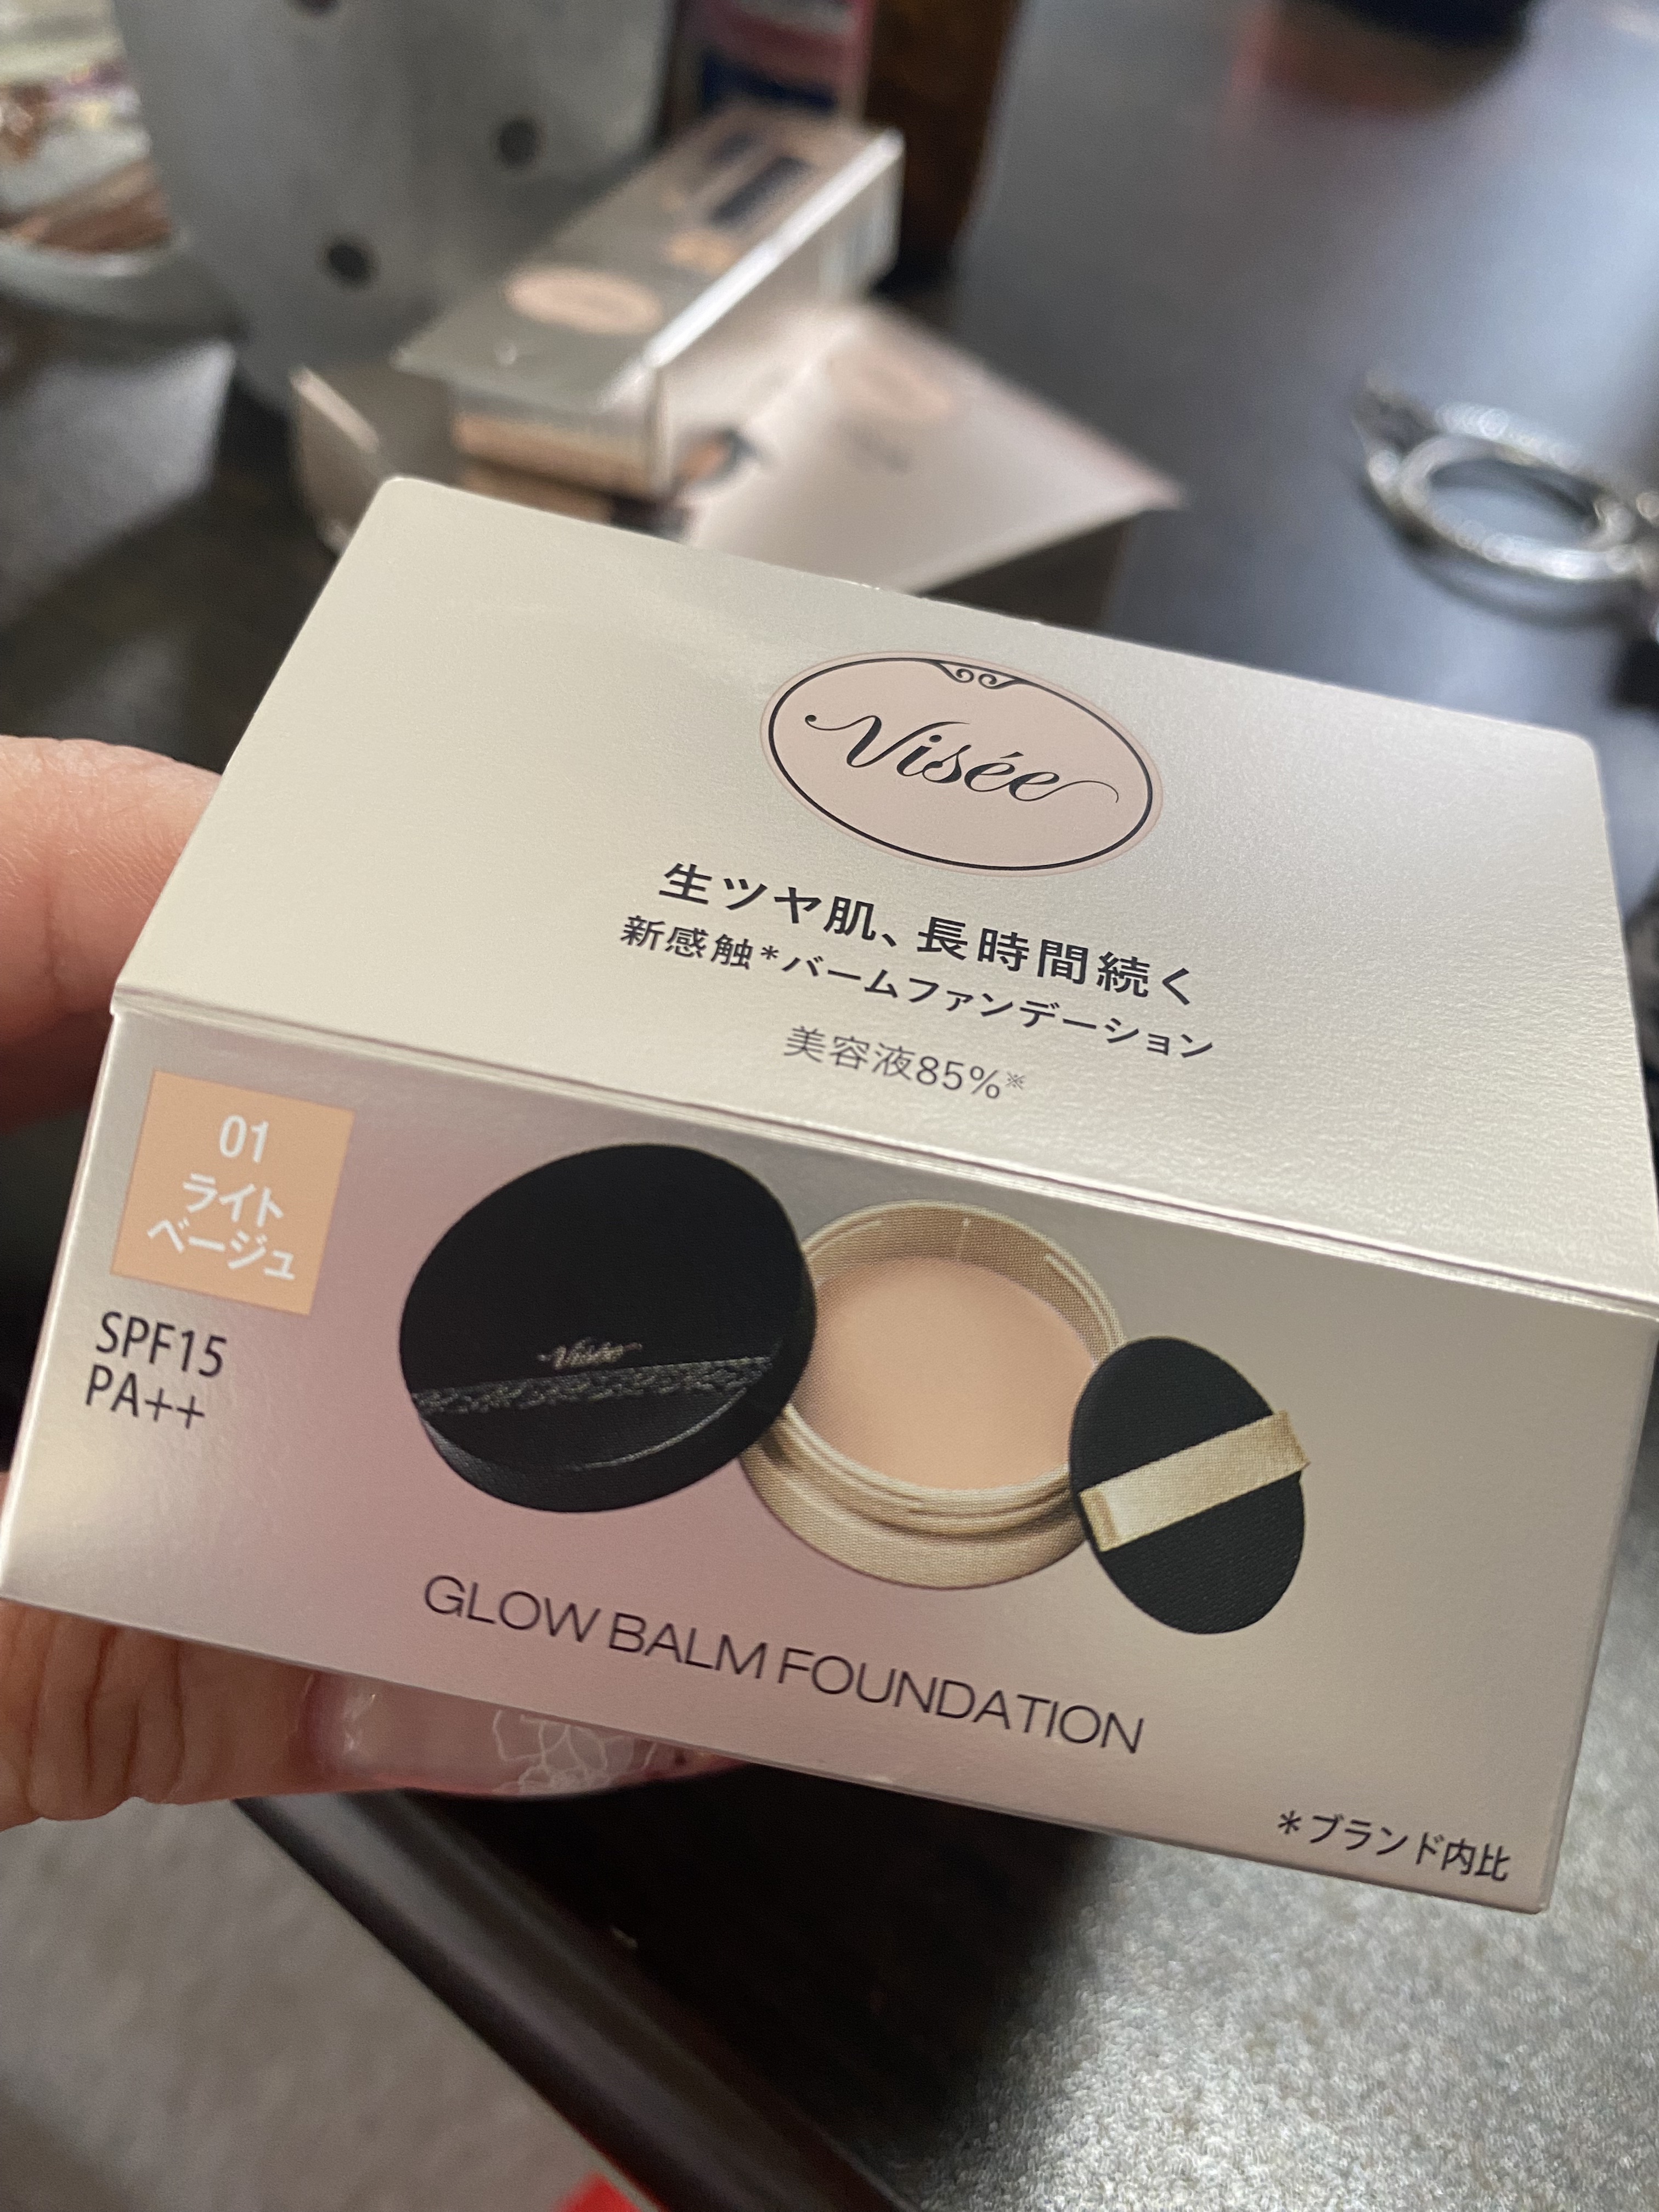 Visée
生ツヤ肌、長時間続く
新感触*バームファンデーション
美容液85%※
01
ライト
ベージュ
SPF15
PA++
Visée
GLOW BALM FOUNDATION
*ブランド内比